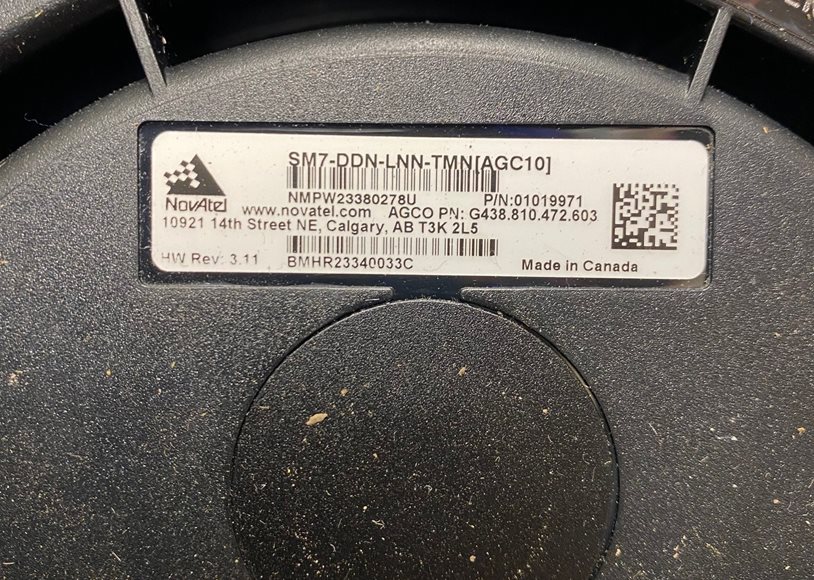 SM7-DDN-LNN-TMN[AGC10]
NovAtel
NMPW23380278U P/N:01019971
www.novatel.com AGCO PN: G438.810.472.603
10921 14th Street NE, Calgary, AB T3K 2L5
HW Rev: 3.11 BMHR23340033C Made in Canada